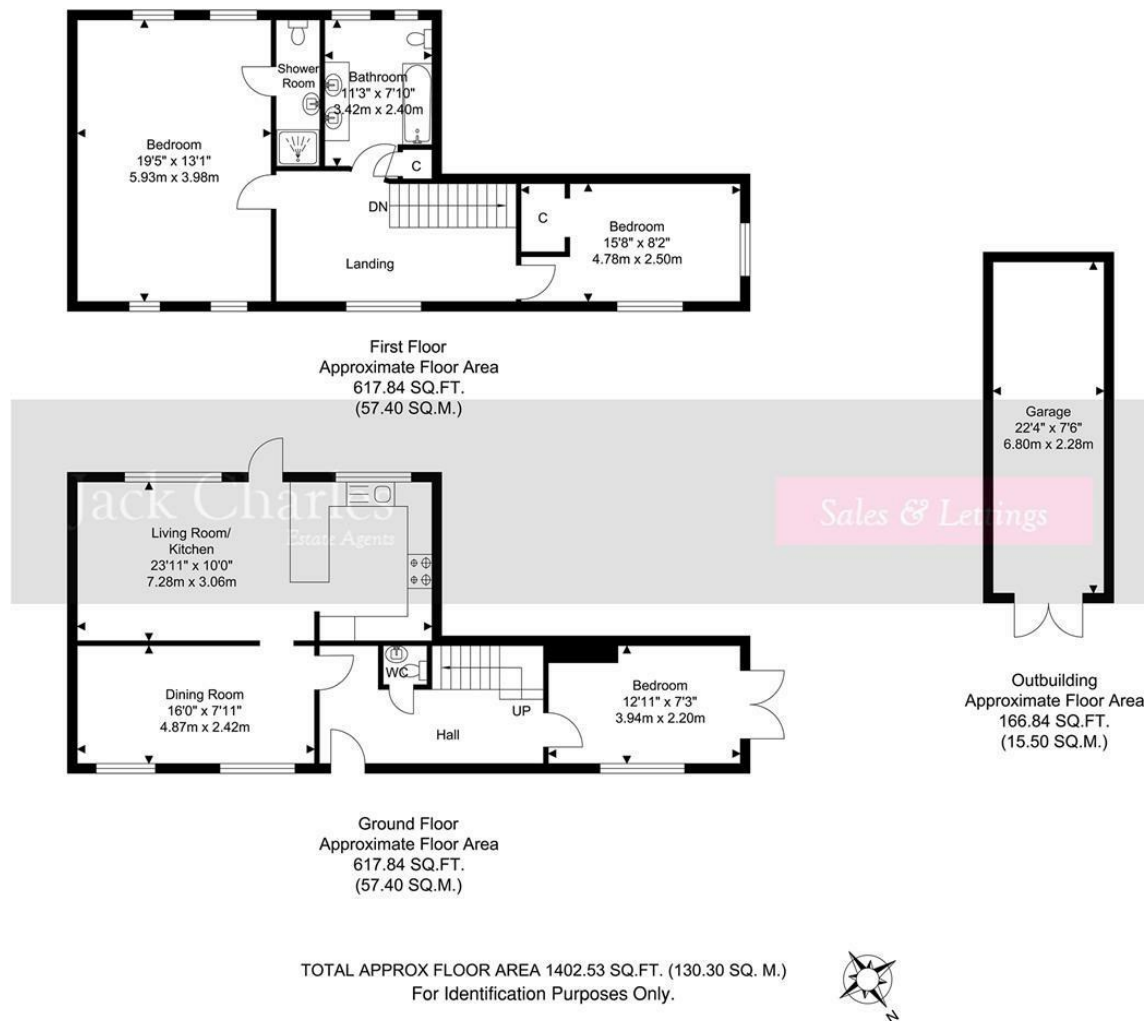 Shower
Room
Bathroom
11'3" x 7'10"
3.42m x 2.40m
Bedroom
19'5" x 13'1"
5.93m x 3.98m
C
DN
C
Bedroom
15'8" x 8'2"
4.78m x 2.50m
Landing
First Floor
Approximate Floor Area
617.84 SQ.FT.
(57.40 SQ.M.)
Garage
22'4" x 7'6"
6.80m x 2.28m
Jack Charles
Estate Agents
Sales & Lettings
Living Room/
Kitchen
23'11" x 10'0"
7.28m x 3.06m
WC
Dining Room
16'0" x 7'11"
4.87m x 2.42m
UP
Hall
Bedroom
12'11" x 7'3"
3.94m x 2.20m
Outbuilding
Approximate Floor Area
166.84 SQ.FT.
(15.50 SQ.M.)
Ground Floor
Approximate Floor Area
617.84 SQ.FT.
(57.40 SQ.M.)
TOTAL APPROX FLOOR AREA 1402.53 SQ.FT. (130.30 SQ. M.)
For Identification Purposes Only.
N